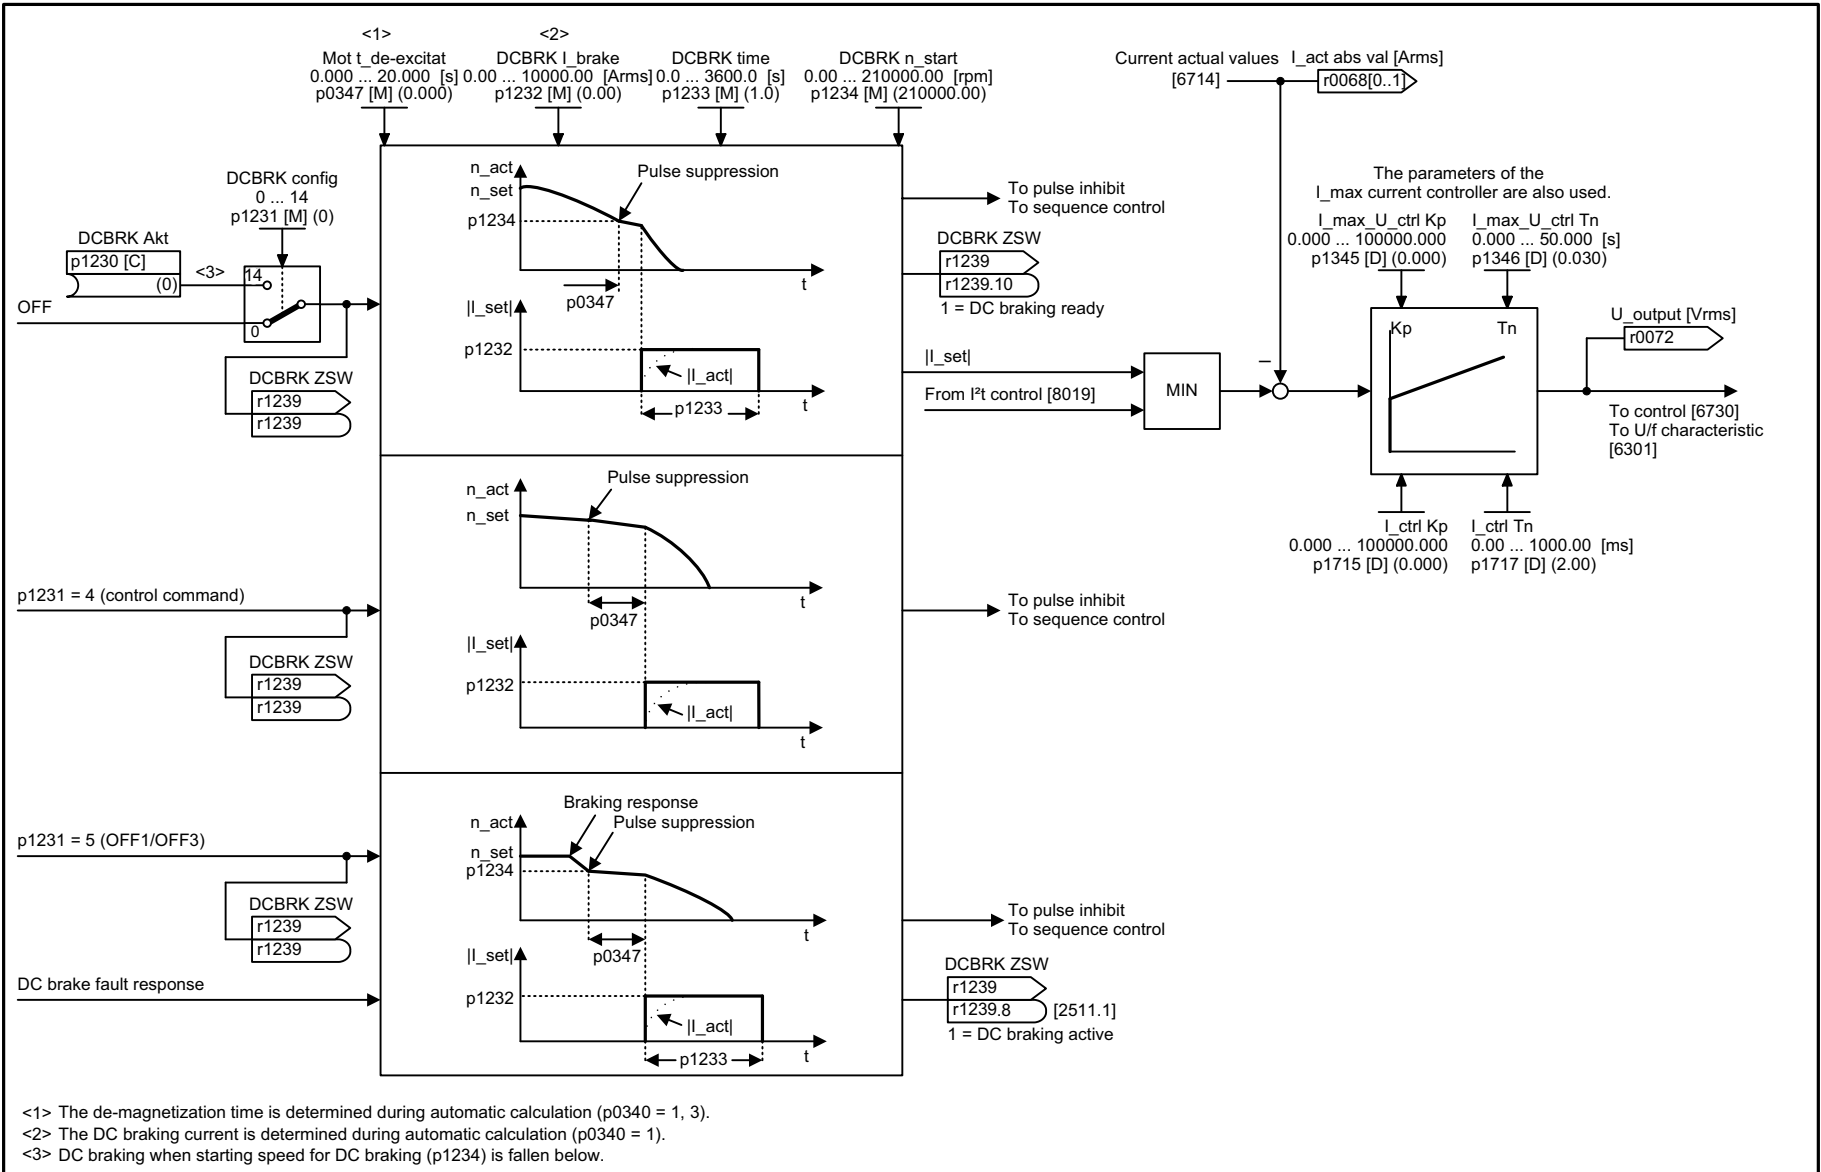 <1>
Mot t_de-excitat
0.000 ... 20.000 [s]
p0347 [M] (0.000)
<2>
DCBRK I_brake
0.00 ... 10000.00 [Arms]
p1232 [M] (0.00)
DCBRK time
0.0 ... 3600.0 [s]
p1233 [M] (1.0)
DCBRK n_start
0.00 ... 210000.00 [rpm]
p1234 [M] (210000.00)
Current actual values
[6714]
I_act abs val [Arms]
r0068[0..1]
DCBRK config
0 ... 14
p1231 [M] (0)
DCBRK Akt
p1230 [C]
(0)
<3>
14
0
OFF
DCBRK ZSW
r1239
r1239
n_act
n_set
p1234
Pulse suppression
t
p0347
|I_set|
p1232
|I_act|
t
p1233
To pulse inhibit
To sequence control
DCBRK ZSW
r1239
r1239.10
1 = DC braking ready
|I_set|
From I²t control [8019]
MIN
–
The parameters of the
I_max current controller are also used.
I_max_U_ctrl Kp
0.000 ... 100000.000
p1345 [D] (0.000)
I_max_U_ctrl Tn
0.000 ... 50.000 [s]
p1346 [D] (0.030)
Kp
Tn
U_output [Vrms]
r0072
To control [6730]
To U/f characteristic
[6301]
I_ctrl Kp
0.000 ... 100000.000
p1715 [D] (0.000)
I_ctrl Tn
0.00 ... 1000.00 [ms]
p1717 [D] (2.00)
p1231 = 4 (control command)
DCBRK ZSW
r1239
r1239
n_act
n_set
Pulse suppression
t
p0347
|I_set|
p1232
|I_act|
t
To pulse inhibit
To sequence control
p1231 = 5 (OFF1/OFF3)
DCBRK ZSW
r1239
r1239
DC brake fault response
Braking response
Pulse suppression
n_act
n_set
p1234
t
p0347
|I_set|
p1232
|I_act|
t
p1233
To pulse inhibit
To sequence control
DCBRK ZSW
r1239
r1239.8
[2511.1]
1 = DC braking active
<1> The de-magnetization time is determined during automatic calculation (p0340 = 1, 3).
<2> The DC braking current is determined during automatic calculation (p0340 = 1).
<3> DC braking when starting speed for DC braking (p1234) is fallen below.